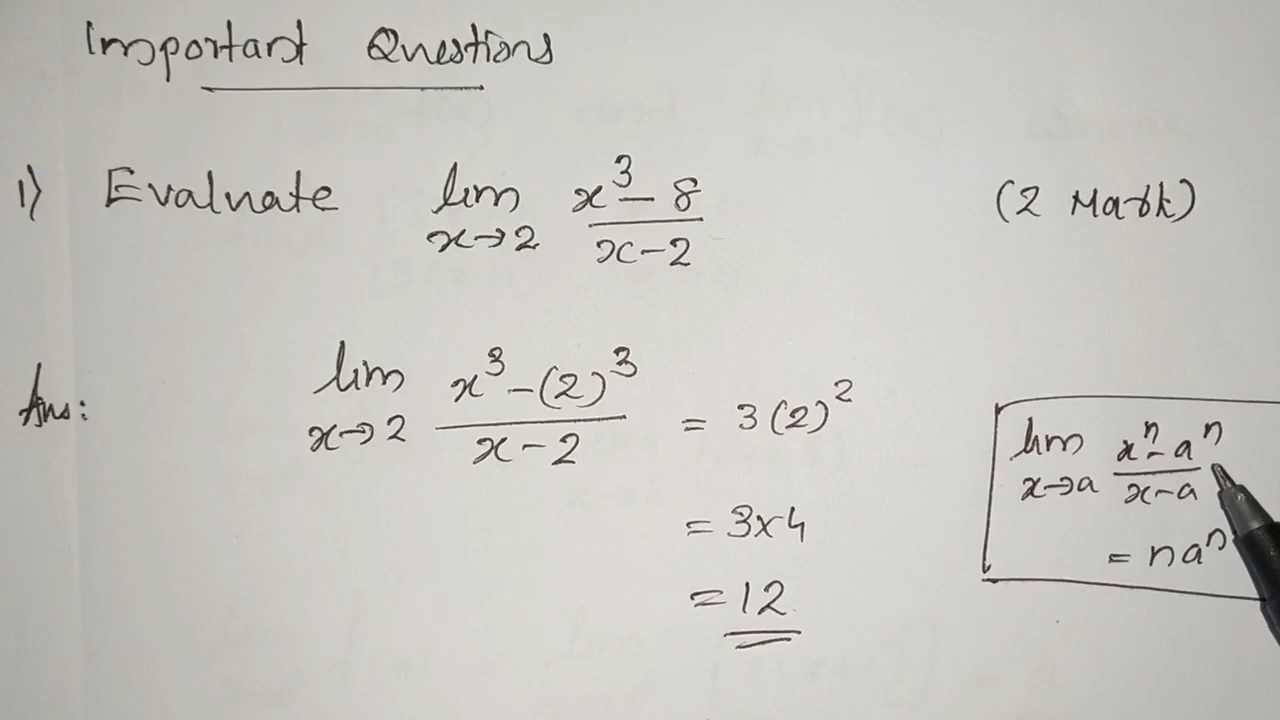 Important Questions
1) Evaluate lim x→2 x³ - 8 / x - 2 (2 Mark)
Ans: lim x→2 x³ - (2)³ / x - 2 = 3(2)²
= 3×4
= 12
lim x→a xⁿ - aⁿ / x - a
= naⁿ